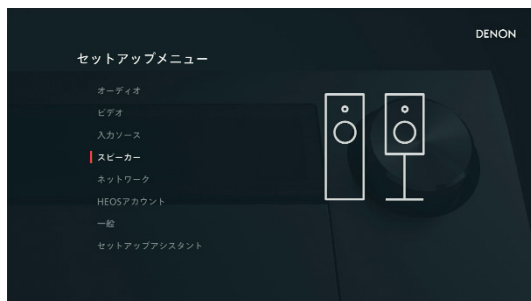 DENON
セットアップメニュー
オーディオ
ビデオ
入力ソース
スピーカー
ネットワーク
HEOSアカウント
一般
セットアップアシスタント